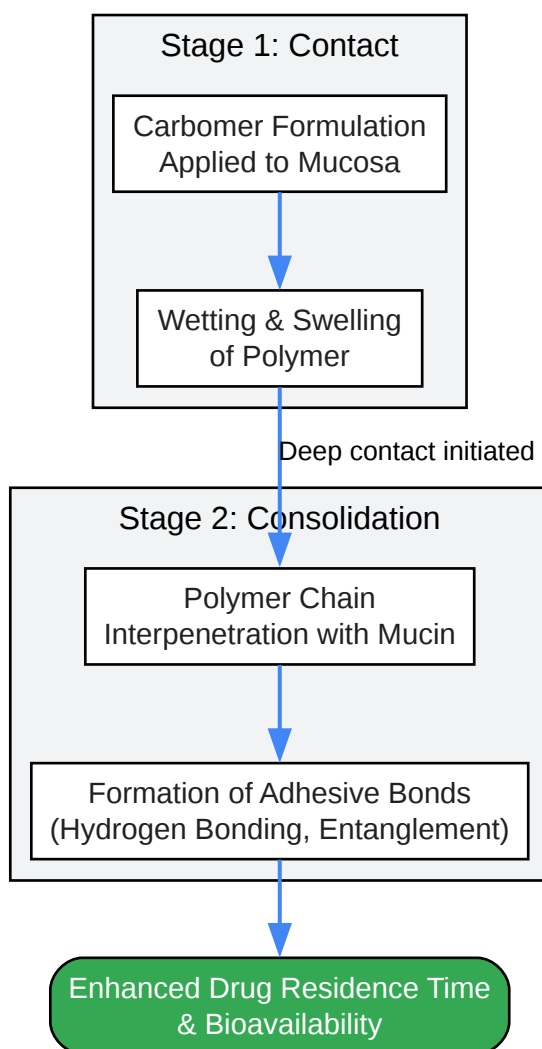 Stage 1: Contact
Carbomer Formulation
Applied to Mucosa
Wetting & Swelling
of Polymer
Deep contact initiated
Stage 2: Consolidation
Polymer Chain
Interpenetration with Mucin
Formation of Adhesive Bonds
(Hydrogen Bonding, Entanglement)
Enhanced Drug Residence Time
& Bioavailability